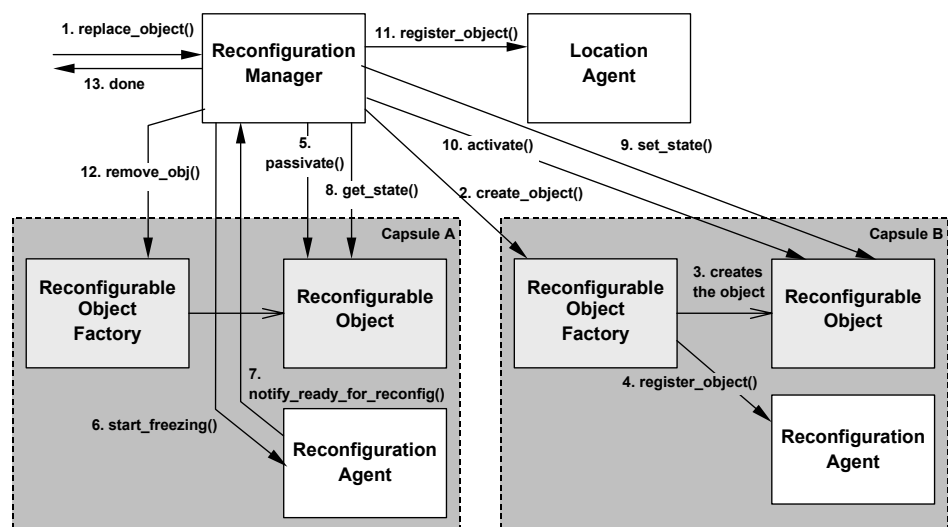 1. replace_object()
13. done
Reconfiguration
Manager
11. register_object()
Location
Agent
12. remove_obj()
5.
passivate()
8. get_state()
10. activate()
9. set_state()
2. create_object()
Capsule A
Reconfigurable
Object
Factory
Reconfigurable
Object
7.
notify_ready_for_reconfig()
6. start_freezing()
Reconfiguration
Agent
Capsule B
Reconfigurable
Object
Factory
3. creates
the object
Reconfigurable
Object
4. register_object()
Reconfiguration
Agent